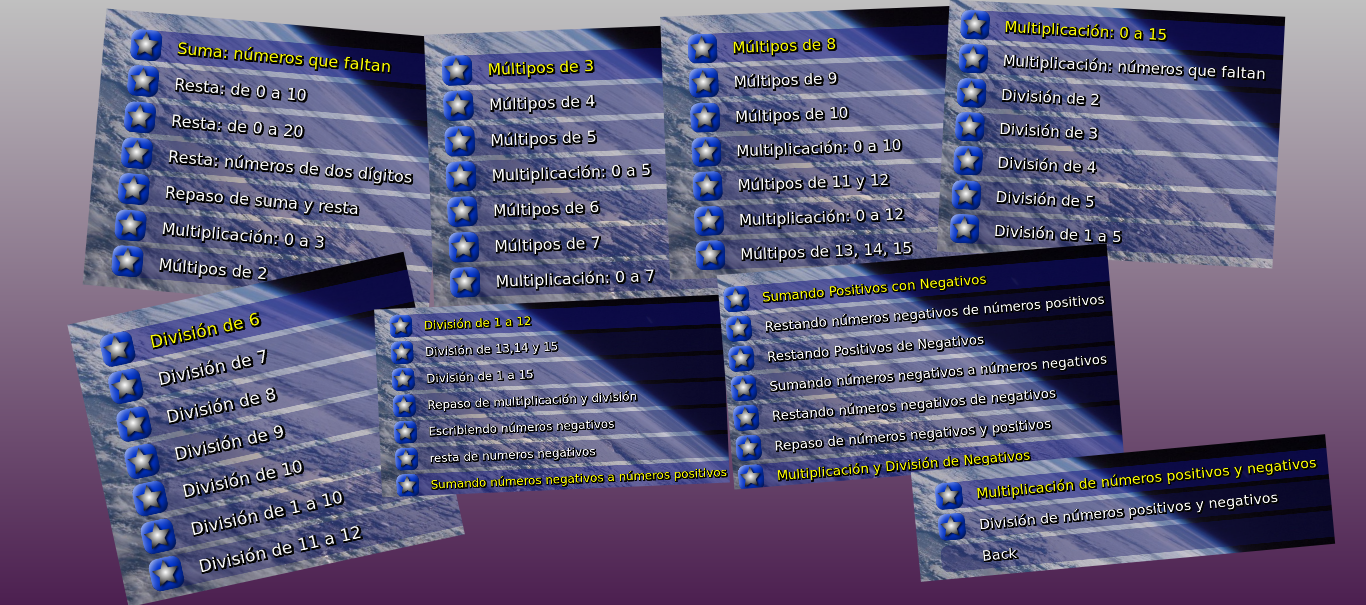 Suma: números que faltan
Resta: de 0 a 10
Resta: de 0 a 20
Resta: números de dos dígitos
Repaso de suma y resta
Multiplicación: 0 a 3
Múltipos de 2
Múltipos de 3
Múltipos de 4
Múltipos de 5
Multiplicación: 0 a 5
Múltipos de 6
Múltipos de 7
Multiplicación: 0 a 7
Múltipos de 8
Múltipos de 9
Múltipos de 10
Multiplicación: 0 a 10
Múltipos de 11 y 12
Multiplicación: 0 a 12
Múltipos de 13, 14, 15
Multiplicación: 0 a 15
Multiplicación: números que faltan
División de 2
División de 3
División de 4
División de 5
División de 1 a 5
División de 6
División de 7
División de 8
División de 9
División de 10
División de 1 a 10
División de 11 a 12
División de 1 a 12
División de 13,14 y 15
División de 1 a 15
Repaso de multiplicación y división
Escriblendo números negativos
resta de numeros negativos
Sumando números negativos a números positivos
Sumando Positivos con Negativos
Restando números negativos de números positivos
Restando Positivos de Negativos
Sumando números negativos a números negativos
Restando números negativos de negativos
Repaso de números negativos y positivos
Multiplicación y División de Negativos
Multiplicación de números positivos y negativos
División de números positivos y negativos
Back